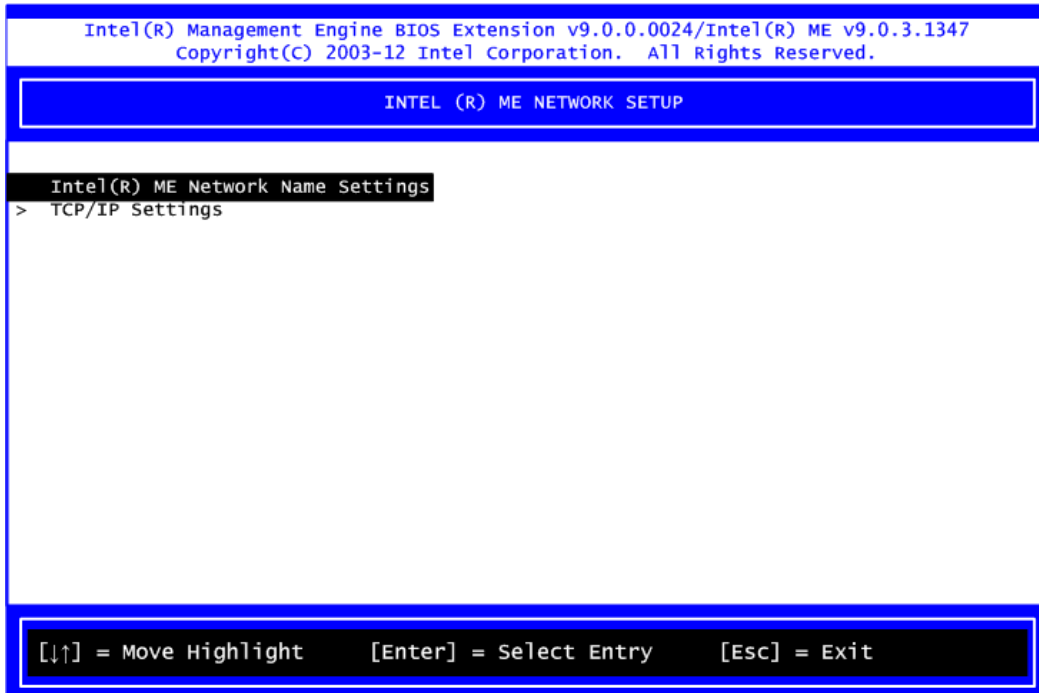 Intel(R) Management Engine BIOS Extension v9.0.0.0024/Intel(R) ME v9.0.3.1347
Copyright(C) 2003-12 Intel Corporation.  All Rights Reserved.
INTEL (R) ME NETWORK SETUP
Intel(R) ME Network Name Settings
> TCP/IP Settings
[↓↑] = Move Highlight [Enter] = Select Entry [Esc] = Exit